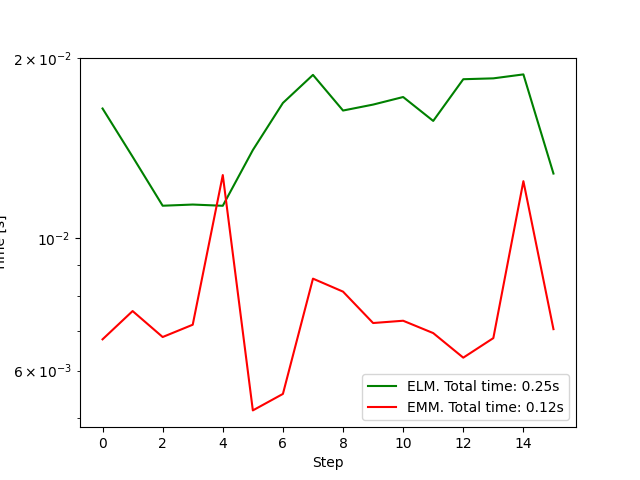 2 × 10⁻²
10⁻²
6 × 10⁻³
Time [s]
0 2 4 6 8 10 12 14
Step
ELM. Total time: 0.25s
EMM. Total time: 0.12s